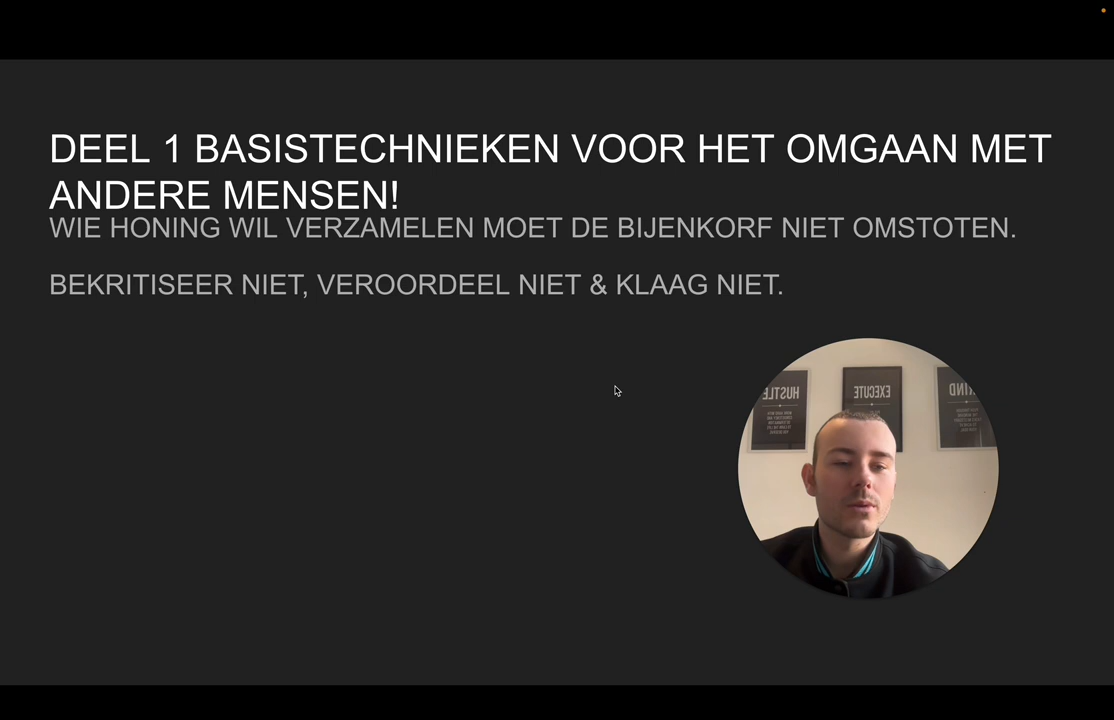 DEEL 1 BASISTECHNIEKEN VOOR HET OMGAAN MET
ANDERE MENSEN!
WIE HONING WIL VERZAMELEN MOET DE BIJENKORF NIET OMSTOTEN.
BEKRITISEER NIET, VEROORDEEL NIET & KLAAG NIET.
HUSTLE
EXECUTE